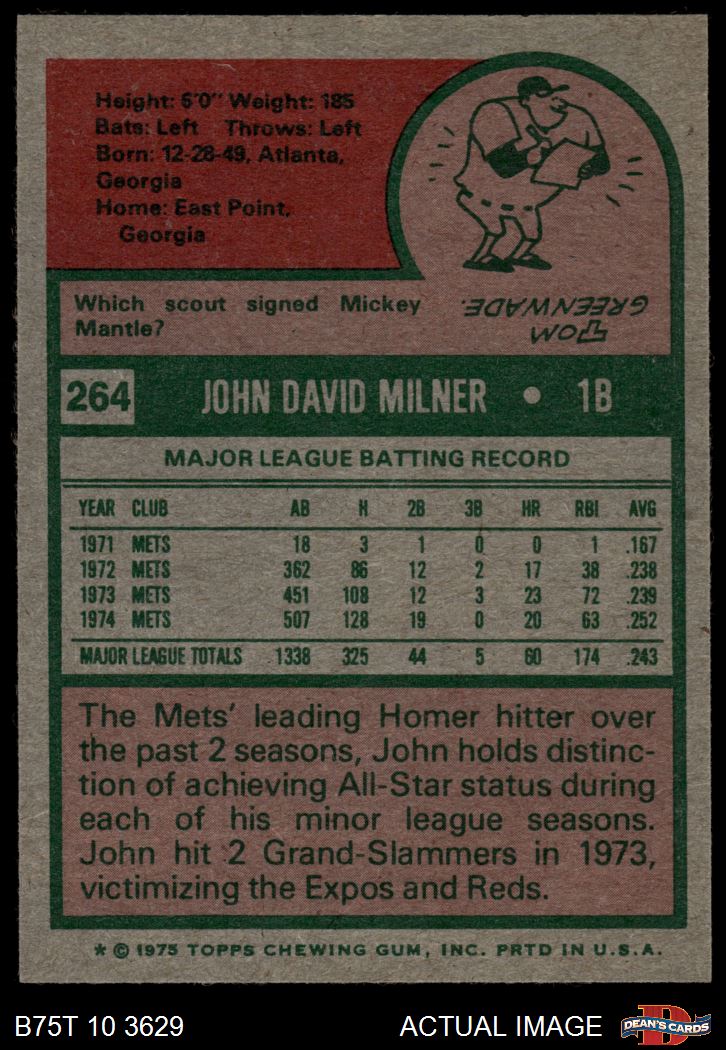 Height: 6'0" Weight: 185
Bats: Left Throws: Left
Born: 12-28-49, Atlanta,
Georgia
Home: East Point,
Georgia
Which scout signed Mickey
Mantle?
TOM
GREENWADE.
264 JOHN DAVID MILNER • 1B
MAJOR LEAGUE BATTING RECORD
YEAR CLUB AB H 2B 3B HR RBI AVG
1971 METS 18 3 1 0 0 1 .167
1972 METS 362 86 12 2 17 38 .238
1973 METS 451 108 12 3 23 72 .239
1974 METS 507 128 19 0 20 63 .252
MAJOR LEAGUE TOTALS 1338 325 44 5 60 174 .243
The Mets' leading Homer hitter over
the past 2 seasons, John holds distinc-
tion of achieving All-Star status during
each of his minor league seasons.
John hit 2 Grand-Slammers in 1973,
victimizing the Expos and Reds.
* © 1975 TOPPS CHEWING GUM, INC. PRTD IN U.S.A.
B75T 10 3629 ACTUAL IMAGE D DEAN'S CARDS